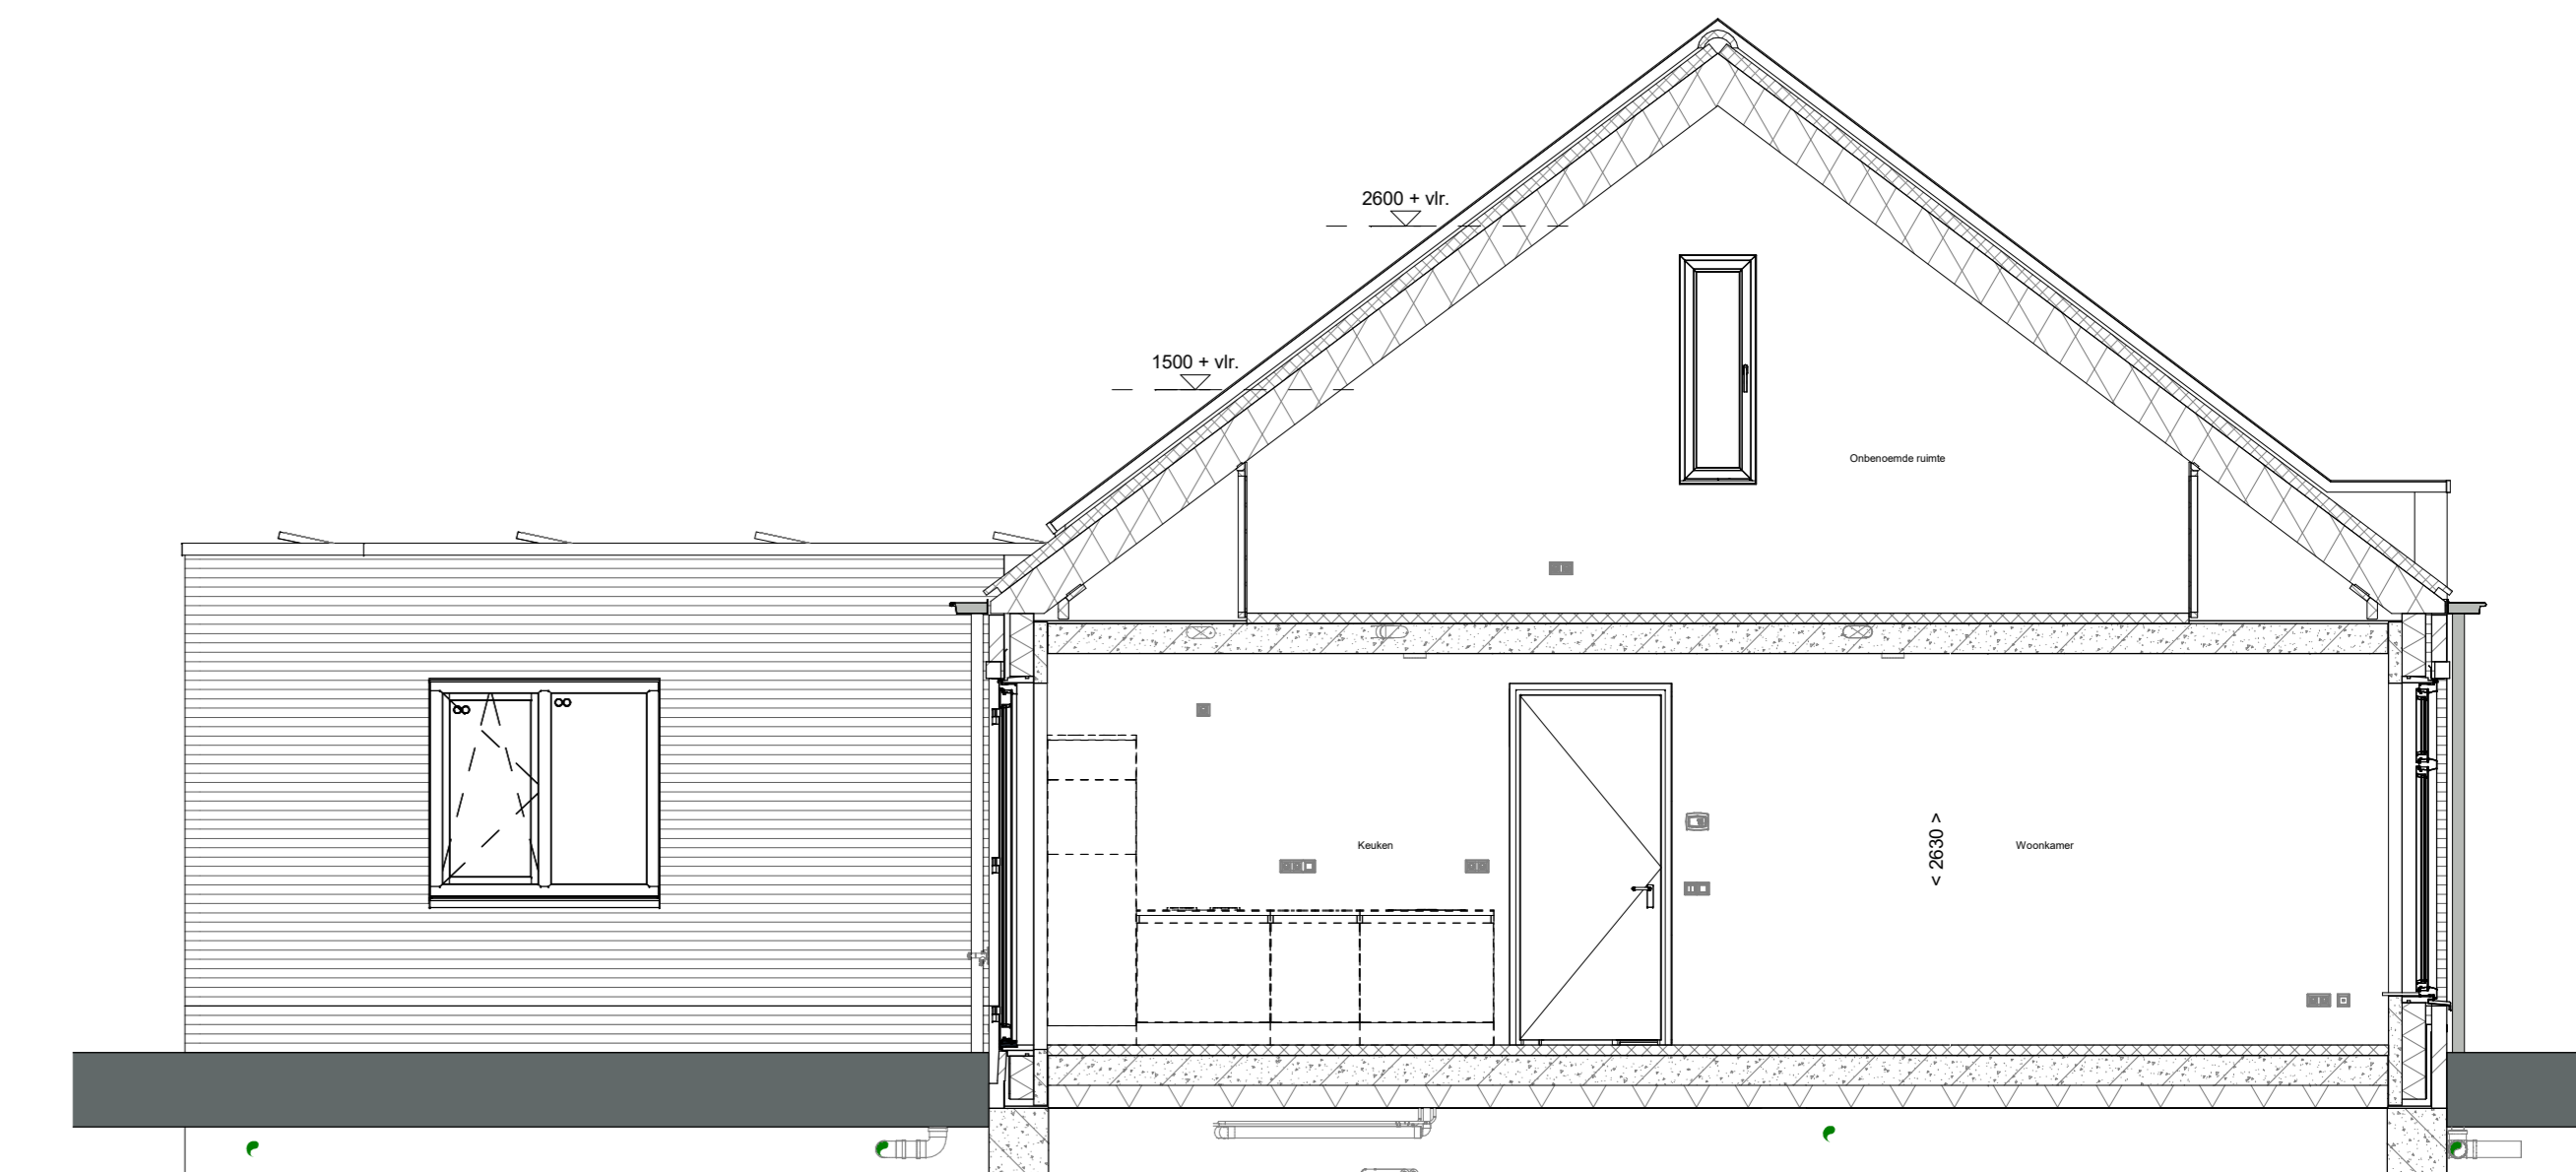 2600 + vlr.
1500 + vlr.
Onbenoemde ruimte
Keuken
< 2630 >
Woonkamer